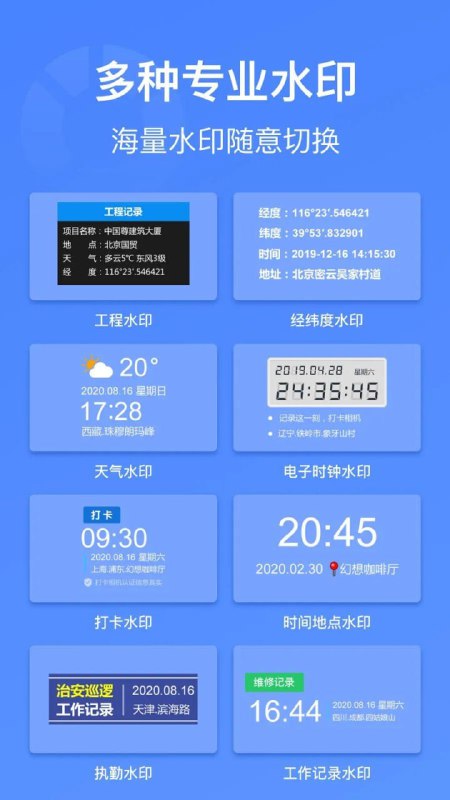 多种专业水印
海量水印随意切换
工程记录
项目名称：中国尊建筑大厦
地 点：北京国贸
天 气：多云5℃ 东风3级
经 度：116°23'.546421
工程水印
经度：116°23'.546421
纬度：39°53'.832901
时间：2019-12-16 14:15:30
地址：北京密云吴家村道
经纬度水印
20°
2020.08.16 星期日
17:28
西藏.珠穆朗玛峰
天气水印
2019.04.28 星期六
24:35:45
记录这一刻，打卡相机
辽宁.铁岭市.象牙山村
电子时钟水印
打卡
09:30
2020.08.16 星期六
上海.浦东.幻想咖啡厅
打卡相机认证信息真实
打卡水印
20:45
2020.02.30 幻想咖啡厅
时间地点水印
治安巡逻
工作记录
2020.08.16
天津.滨海路
执勤水印
维修记录
16:44
2020.08.16 星期六
四川.成都.四姑娘山
工作记录水印